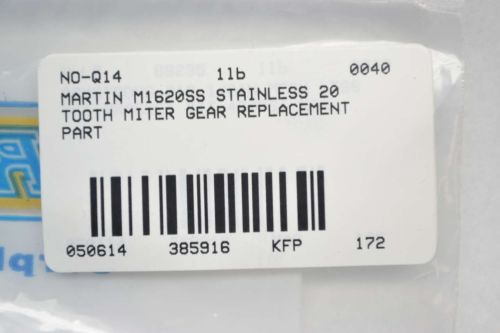 NO-Q14 1lb 0040
MARTIN M1620SS STAINLESS 20
TOOTH MITER GEAR REPLACEMENT
PART
050614 385916 KFP 172